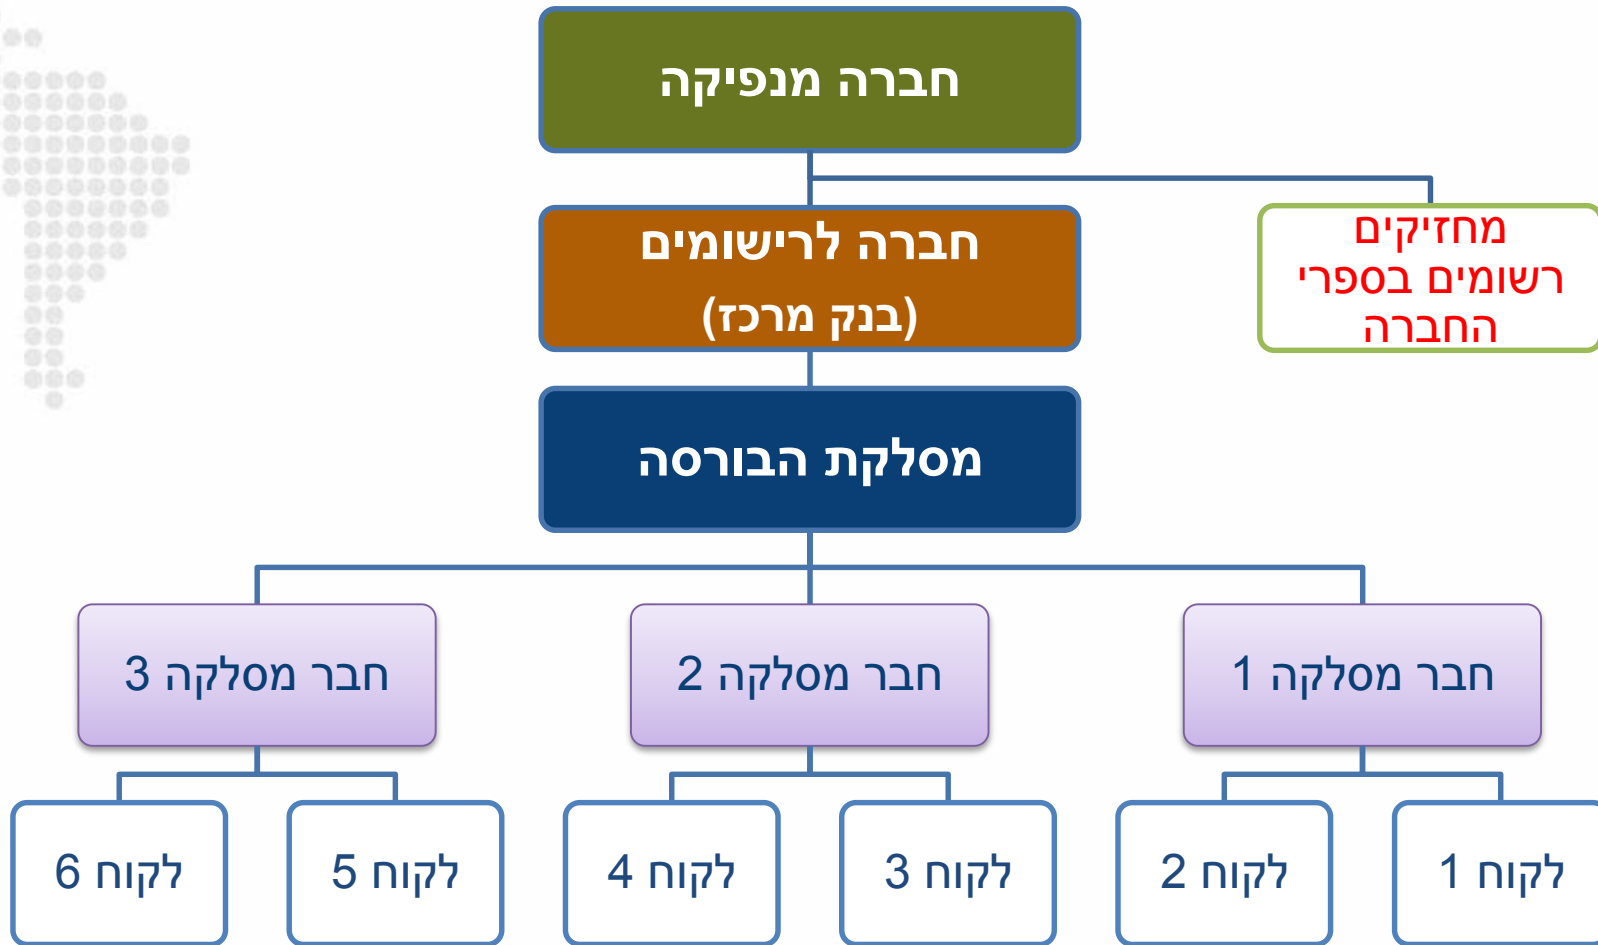 חברה מנפיקה
חברה לרישומים
(בנק מרכז)
מחזיקים
רשומים בספרי
החברה
מסלקת הבורסה
חבר מסלקה 1
חבר מסלקה 2
חבר מסלקה 3
לקוח 1
לקוח 2
לקוח 3
לקוח 4
לקוח 5
לקוח 6